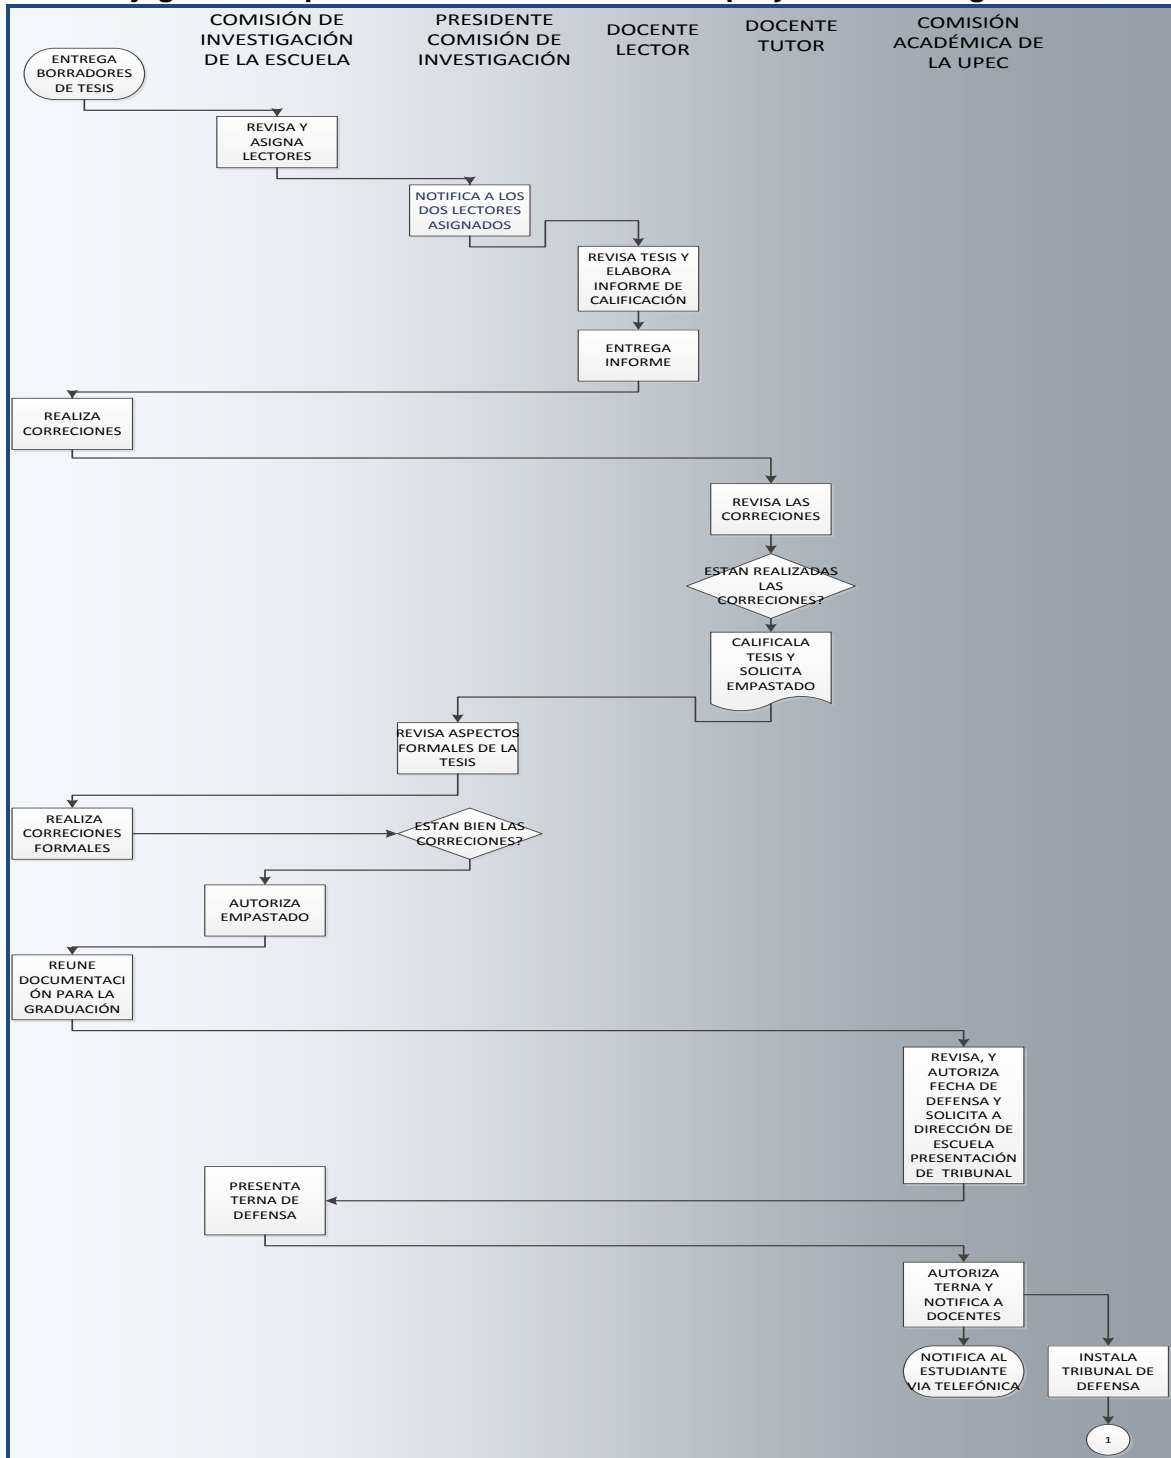 COMISIÓN DE
INVESTIGACIÓN
DE LA ESCUELA
PRESIDENTE
COMISIÓN DE
INVESTIGACIÓN
DOCENTE
LECTOR
DOCENTE
TUTOR
COMISIÓN
ACADÉMICA DE
LA UPEC
ENTREGA
BORRADORES
DE TESIS
REVISA Y
ASIGNA
LECTORES
NOTIFICA A LOS
DOS LECTORES
ASIGNADOS
REVISA TESIS Y
ELABORA
INFORME DE
CALIFICACIÓN
ENTREGA
INFORME
REALIZA
CORRECIONES
REVISA LAS
CORRECIONES
ESTAN REALIZADAS
LAS
CORRECIONES?
CALIFICALA
TESIS Y
SOLICITA
EMPASTADO
REVISA ASPECTOS
FORMALES DE LA
TESIS
REALIZA
CORRECIONES
FORMALES
ESTAN BIEN LAS
CORRECIONES?
AUTORIZA
EMPASTADO
REUNE
DOCUMENTACI
ÓN PARA LA
GRADUACIÓN
REVISA, Y
AUTORIZA
FECHA DE
DEFENSA Y
SOLICITA A
DIRECCIÓN DE
ESCUELA
PRESENTACIÓN
DE TRIBUNAL
PRESENTA
TERNA DE
DEFENSA
AUTORIZA
TERNA Y
NOTIFICA A
DOCENTES
NOTIFICA AL
ESTUDIANTE
VIA TELEFÓNICA
INSTALA
TRIBUNAL DE
DEFENSA
1